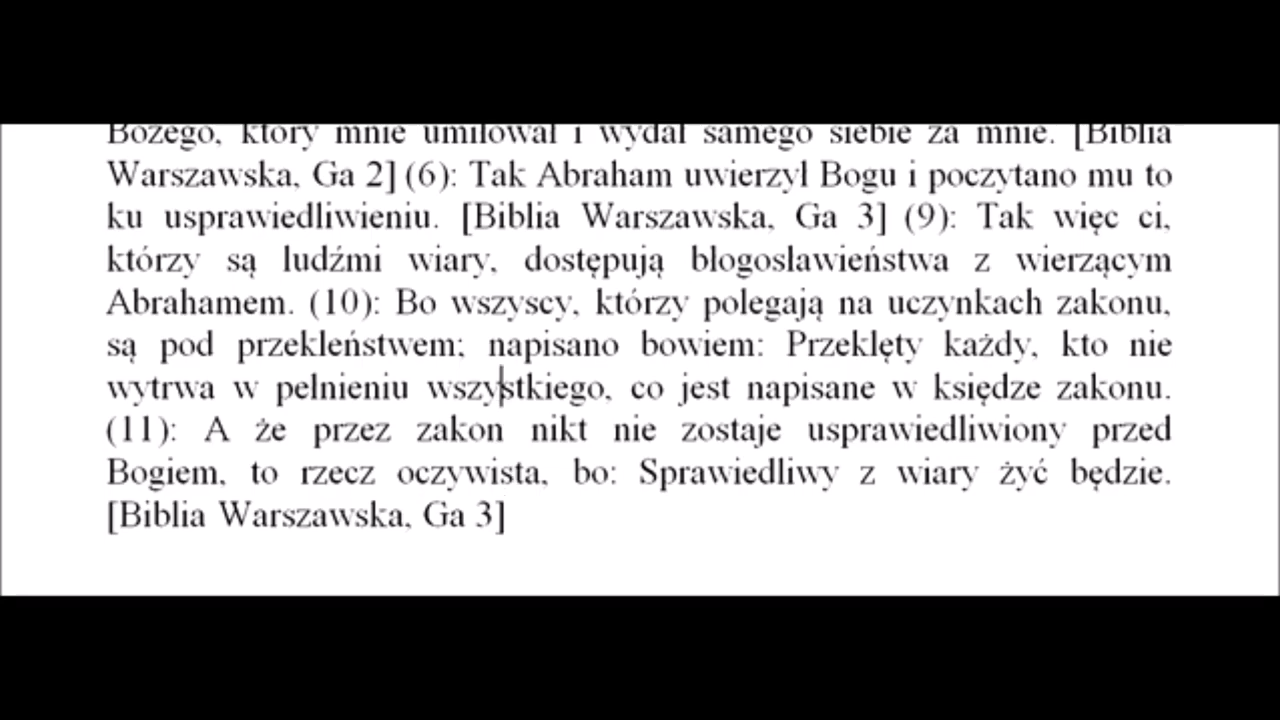 Bożego, który mnie umiłował i wydał samego siebie za mnie. [Biblia
Warszawska, Ga 2] (6): Tak Abraham uwierzył Bogu i poczytano mu to
ku usprawiedliwieniu. [Biblia Warszawska, Ga 3] (9): Tak więc ci,
którzy są ludźmi wiary, dostępują błogosławieństwa z wierzącym
Abrahamem. (10): Bo wszyscy, którzy polegają na uczynkach zakonu,
są pod przekleństwem; napisano bowiem: Przeklęty każdy, kto nie
wytrwa w pełnieniu wszystkiego, co jest napisane w księdze zakonu.
(11): A że przez zakon nikt nie zostaje usprawiedliwiony przed
Bogiem, to rzecz oczywista, bo: Sprawiedliwy z wiary żyć będzie.
[Biblia Warszawska, Ga 3]